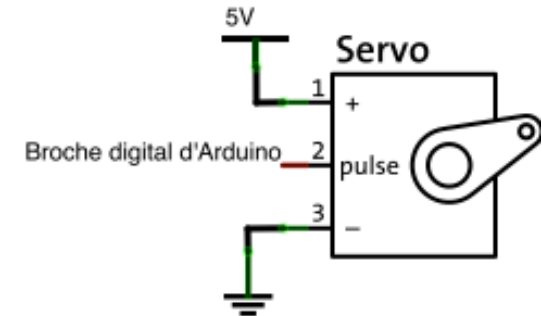 5V
Servo
1
+
Broche digital d'Arduino
2
pulse
3
–